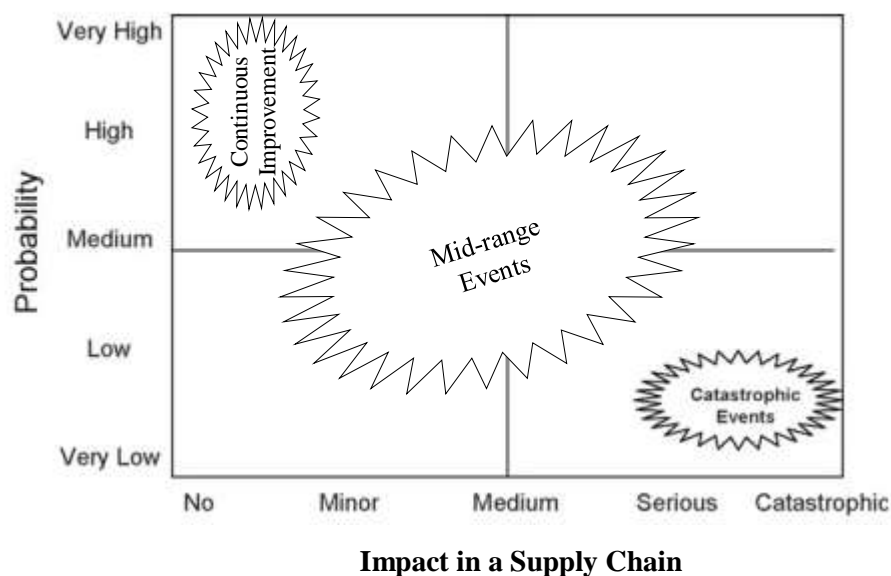 Very High
High
Medium
Low
Very Low
Probability
Continuous
Improvement
Mid-range
Events
Catastrophic
Events
No
Minor
Medium
Serious
Catastrophic
Impact in a Supply Chain